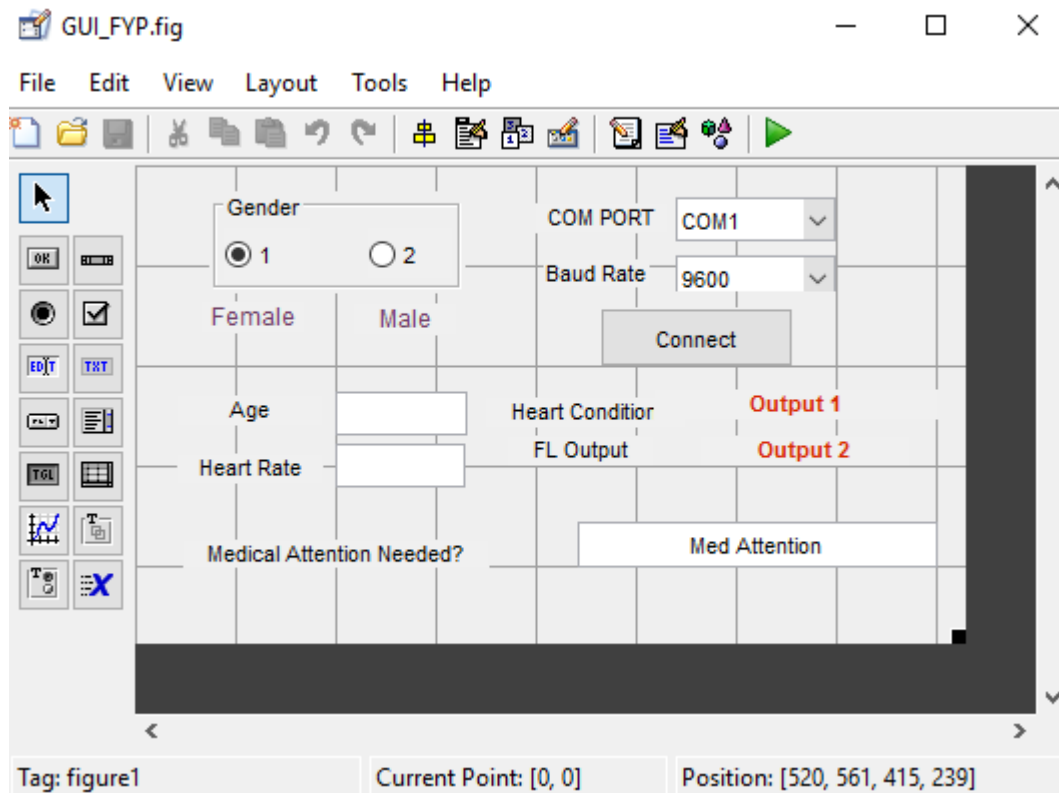 GUI_FYP.fig
File Edit View Layout Tools Help
Gender
1 2
Female Male
COM PORT COM1
Baud Rate 9600
Connect
Age
Heart Rate
Heart Condition Output 1
FL Output Output 2
Medical Attention Needed? Med Attention
OK
EDIT TXT
TGL
Tag: figure1 Current Point: [0, 0] Position: [520, 561, 415, 239]